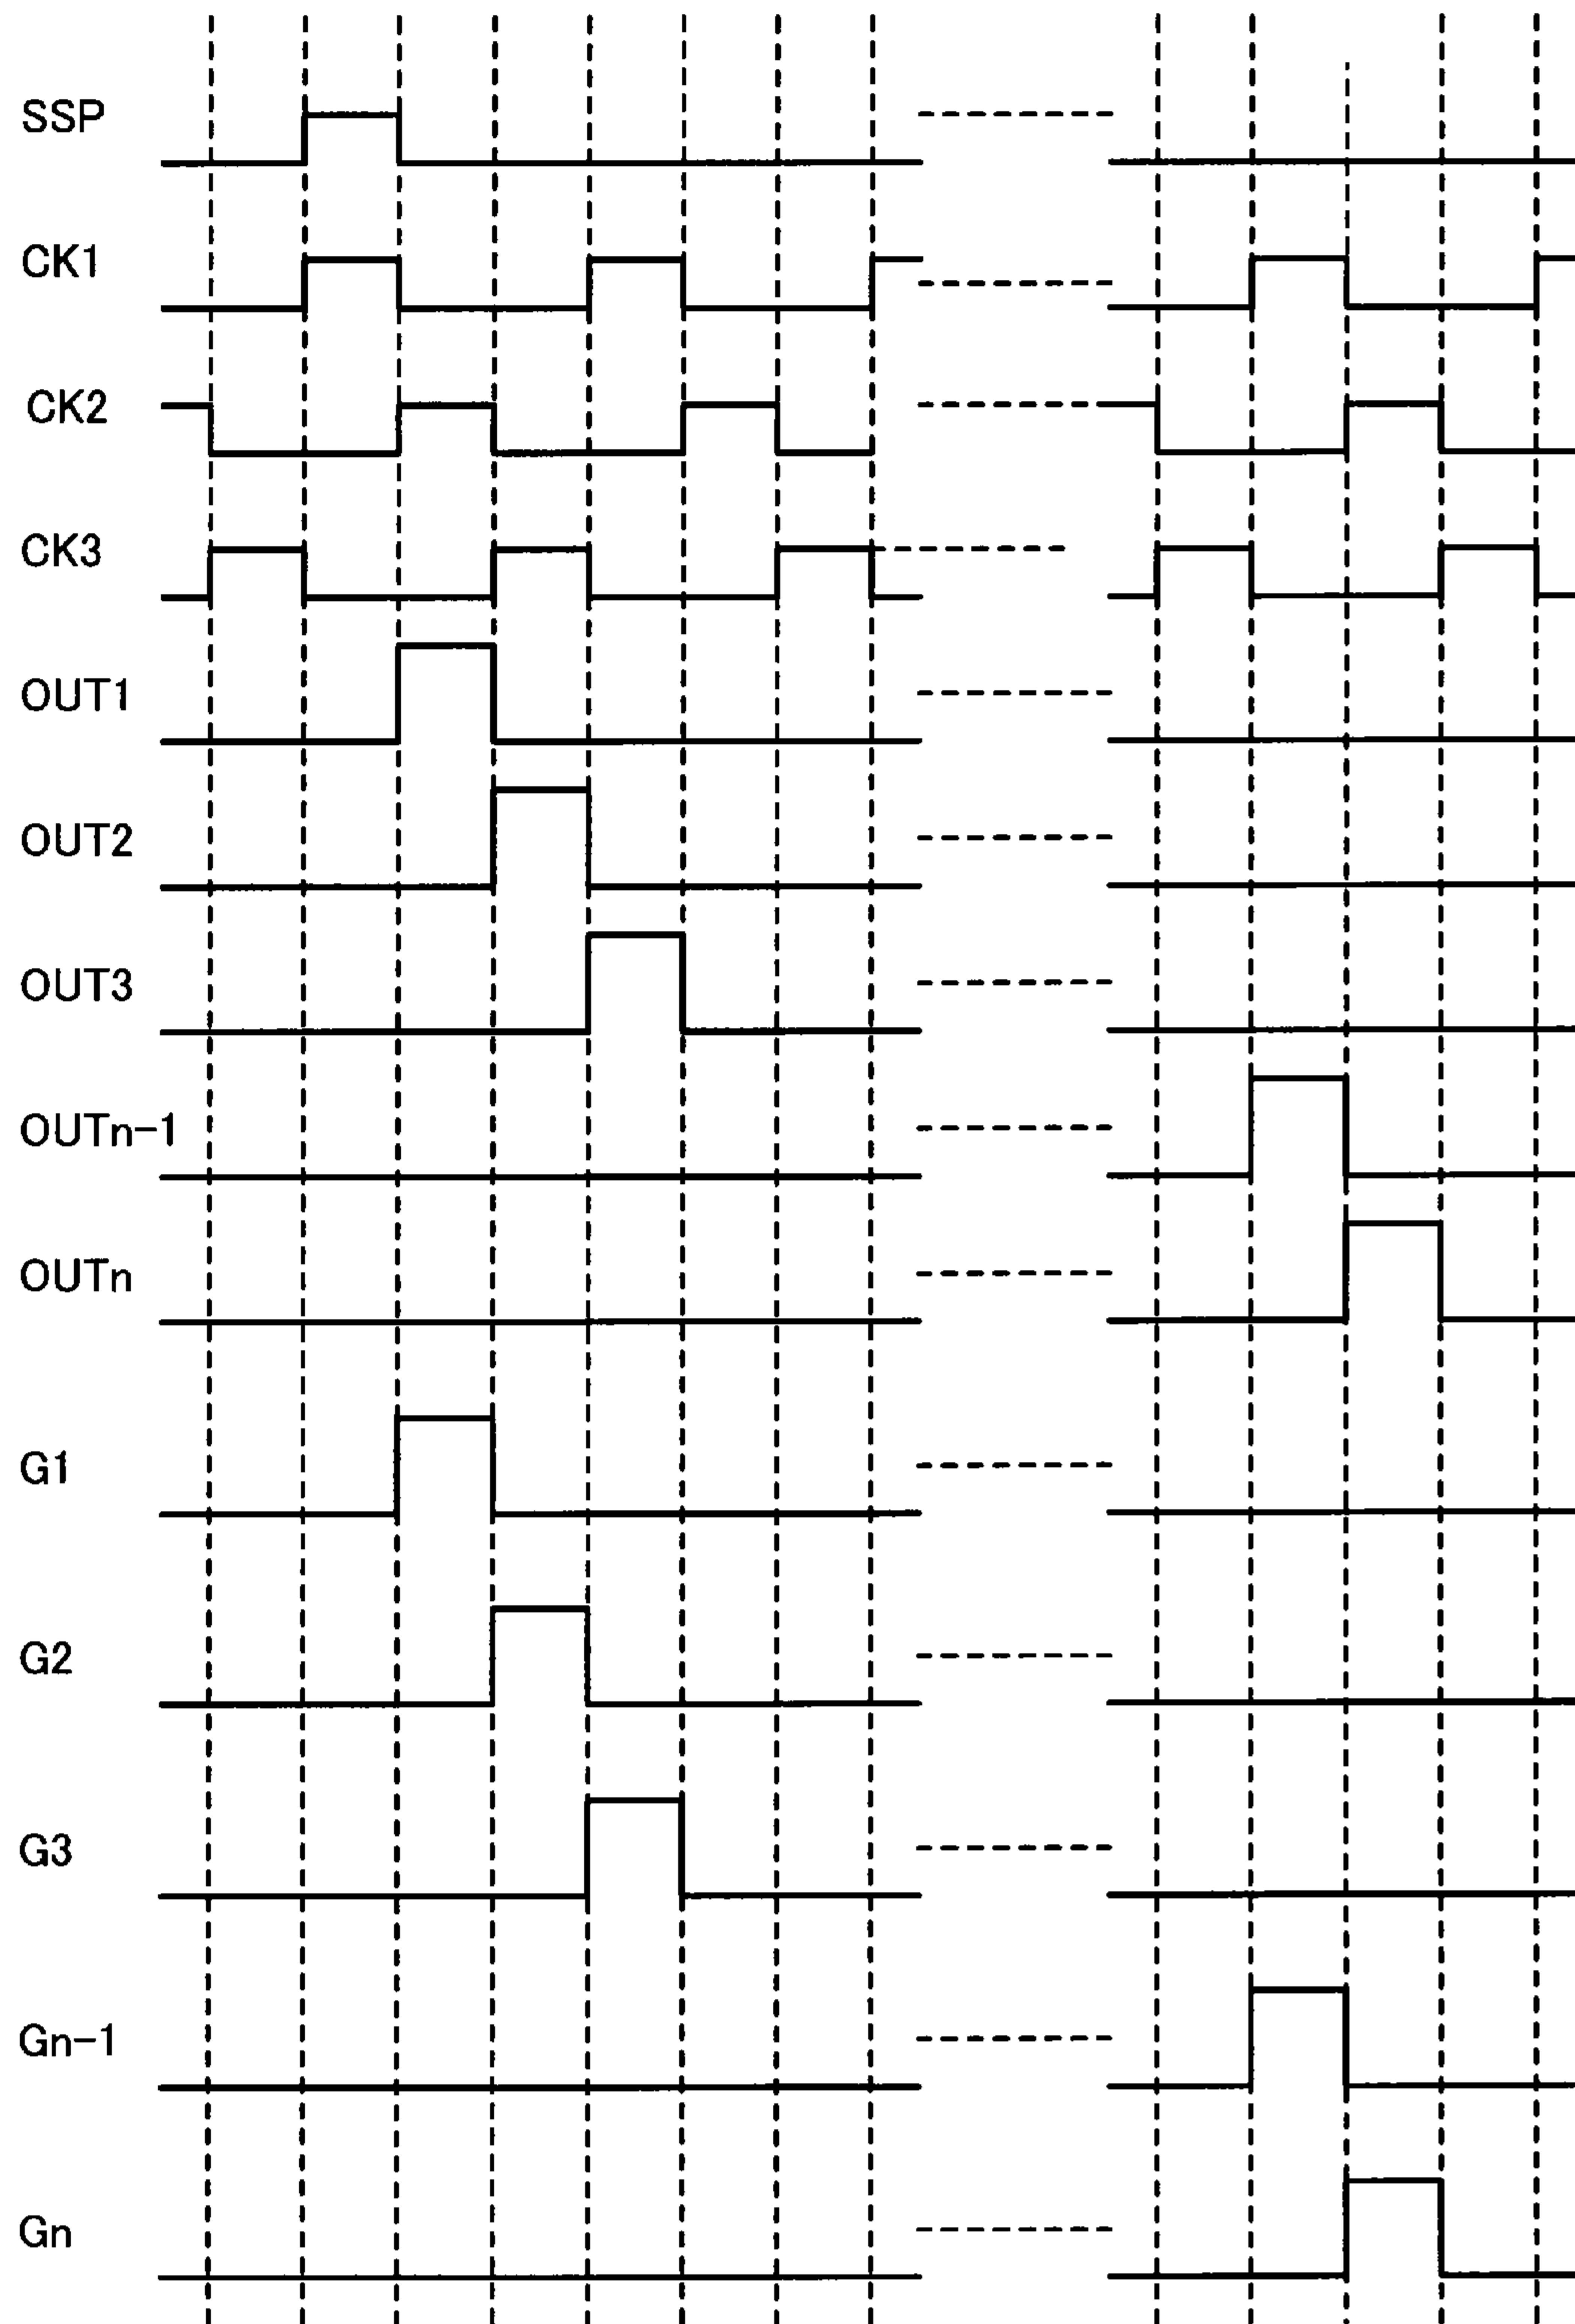 SSP
CK1
CK2
CK3
OUT1
OUT2
OUT3
OUTn-1
OUTn
G1
G2
G3
Gn-1
Gn